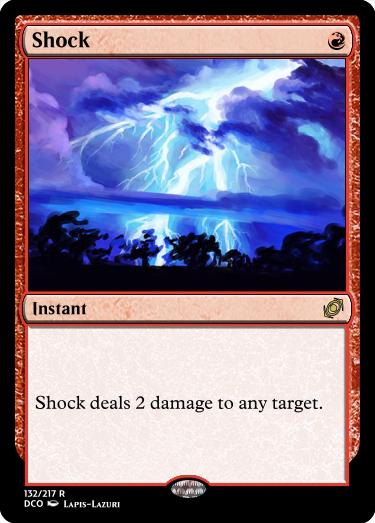 Shock
Instant
Shock deals 2 damage to any target.
132/217 R
DCO Lapis-Lazuri